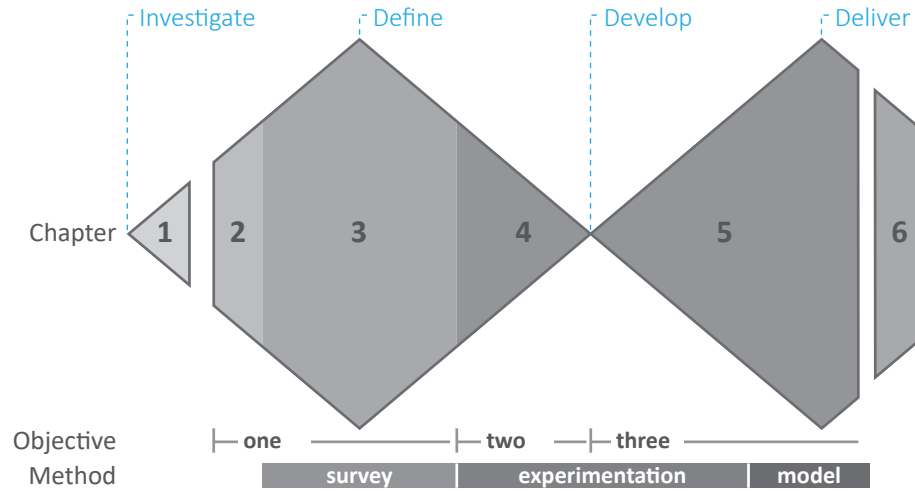 Investigate Define Develop Deliver
Chapter 1 2 3 4 5 6
Objective one two three
Method survey experimentation model